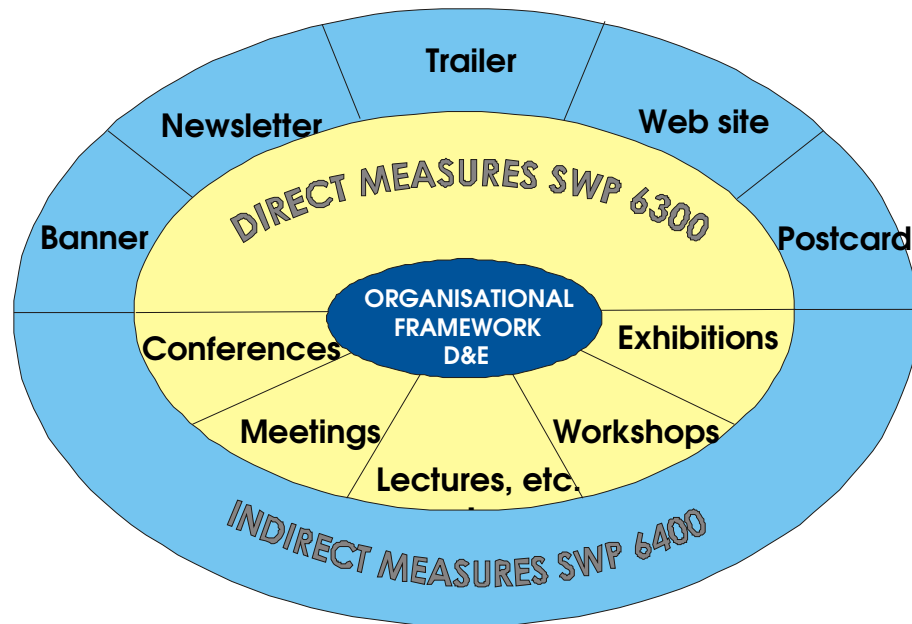 Trailer
Newsletter
Web site
DIRECT MEASURES SWP 6300
Banner
Postcard
ORGANISATIONAL
FRAMEWORK
D&E
Conferences
Exhibitions
Meetings
Workshops
Lectures, etc.
INDIRECT MEASURES SWP 6400